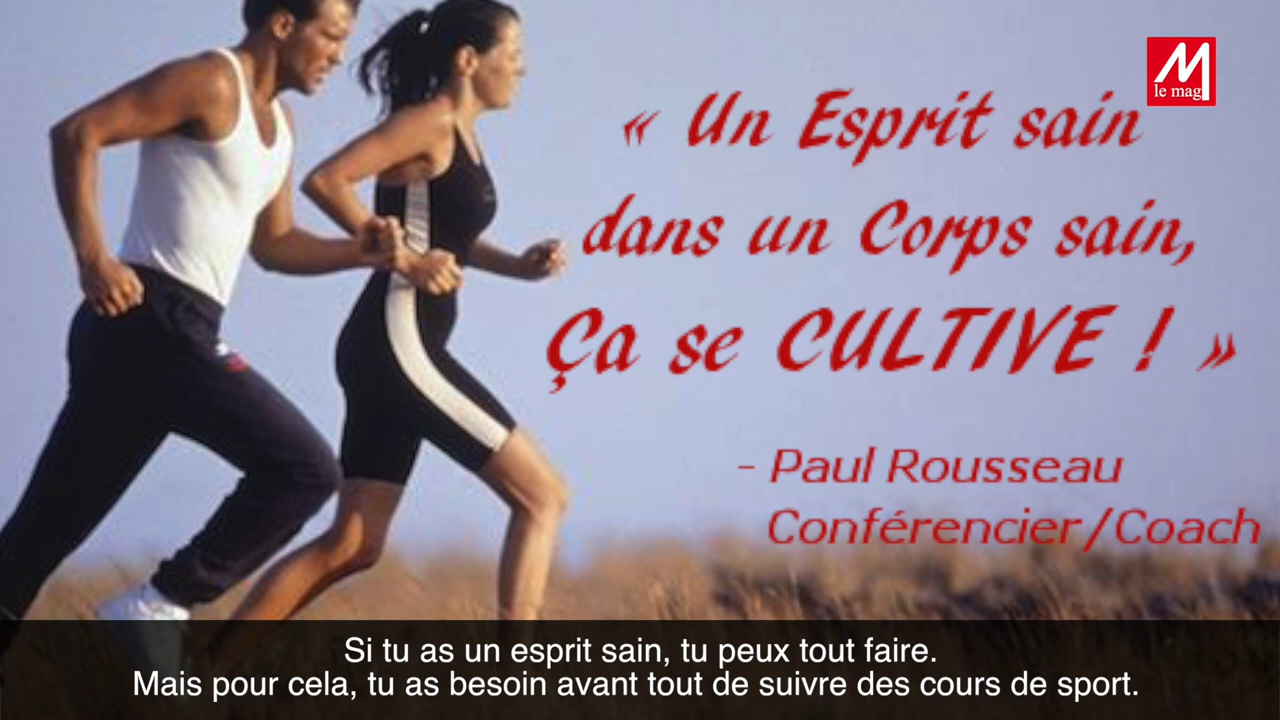 M
le mag
« Un Esprit sain
dans un Corps sain,
Ça se CULTIVE ! »
- Paul Rousseau
Conférencier/Coach
Si tu as un esprit sain, tu peux tout faire.
Mais pour cela, tu as besoin avant tout de suivre des cours de sport.